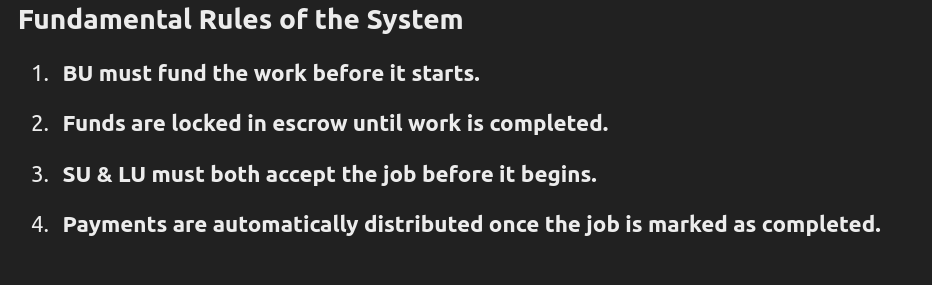 Fundamental Rules of the System
1. BU must fund the work before it starts.
2. Funds are locked in escrow until work is completed.
3. SU & LU must both accept the job before it begins.
4. Payments are automatically distributed once the job is marked as completed.